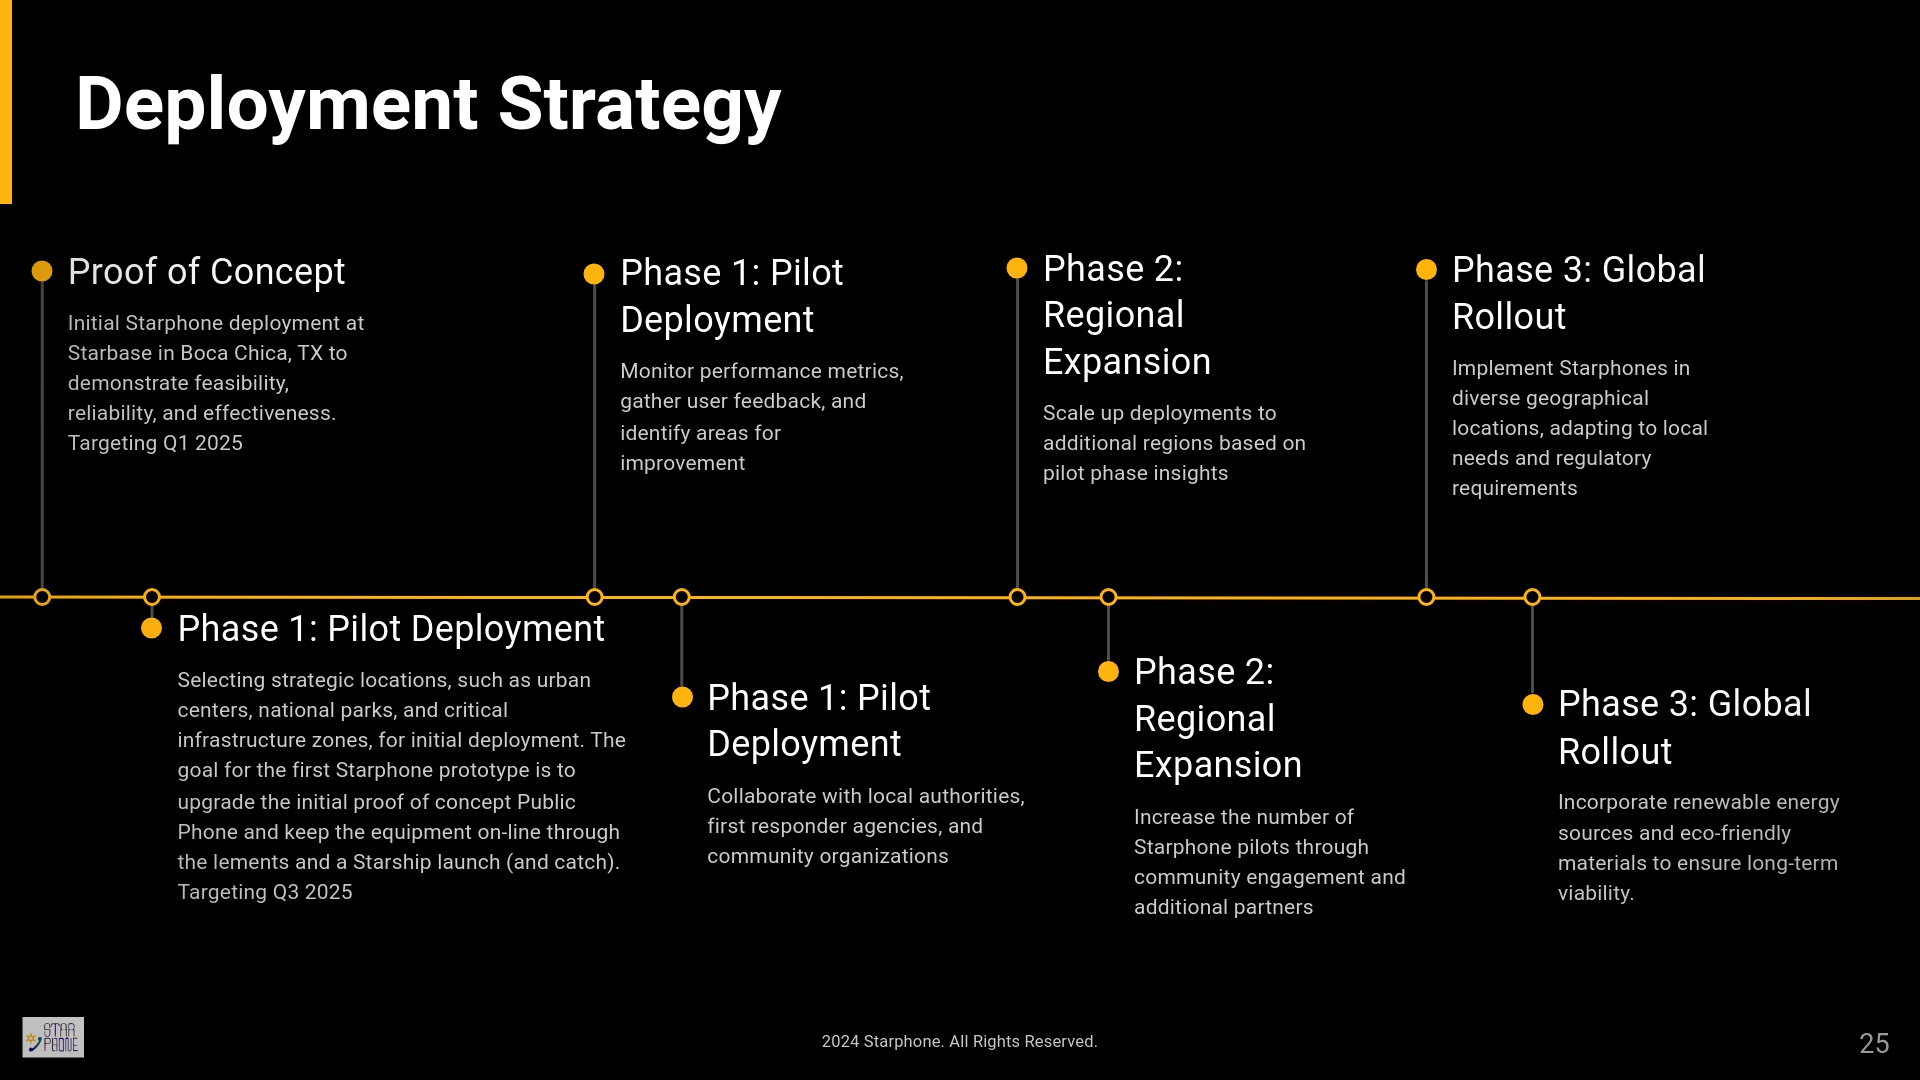 Deployment Strategy
Proof of Concept
Initial Starphone deployment at
Starbase in Boca Chica, TX to
demonstrate feasibility,
reliability, and effectiveness.
Targeting Q1 2025
Phase 1: Pilot Deployment
Selecting strategic locations, such as urban
centers, national parks, and critical
infrastructure zones, for initial deployment. The
goal for the first Starphone prototype is to
upgrade the initial proof of concept Public
Phone and keep the equipment on-line through
the lements and a Starship launch (and catch).
Targeting Q3 2025
Phase 1: Pilot
Deployment
Monitor performance metrics,
gather user feedback, and
identify areas for
improvement
Phase 1: Pilot
Deployment
Collaborate with local authorities,
first responder agencies, and
community organizations
Phase 2:
Regional
Expansion
Scale up deployments to
additional regions based on
pilot phase insights
Phase 2:
Regional
Expansion
Increase the number of
Starphone pilots through
community engagement and
additional partners
Phase 3: Global
Rollout
Implement Starphones in
diverse geographical
locations, adapting to local
needs and regulatory
requirements
Phase 3: Global
Rollout
Incorporate renewable energy
sources and eco-friendly
materials to ensure long-term
viability.
STAR
PHONE
2024 Starphone. All Rights Reserved.
25